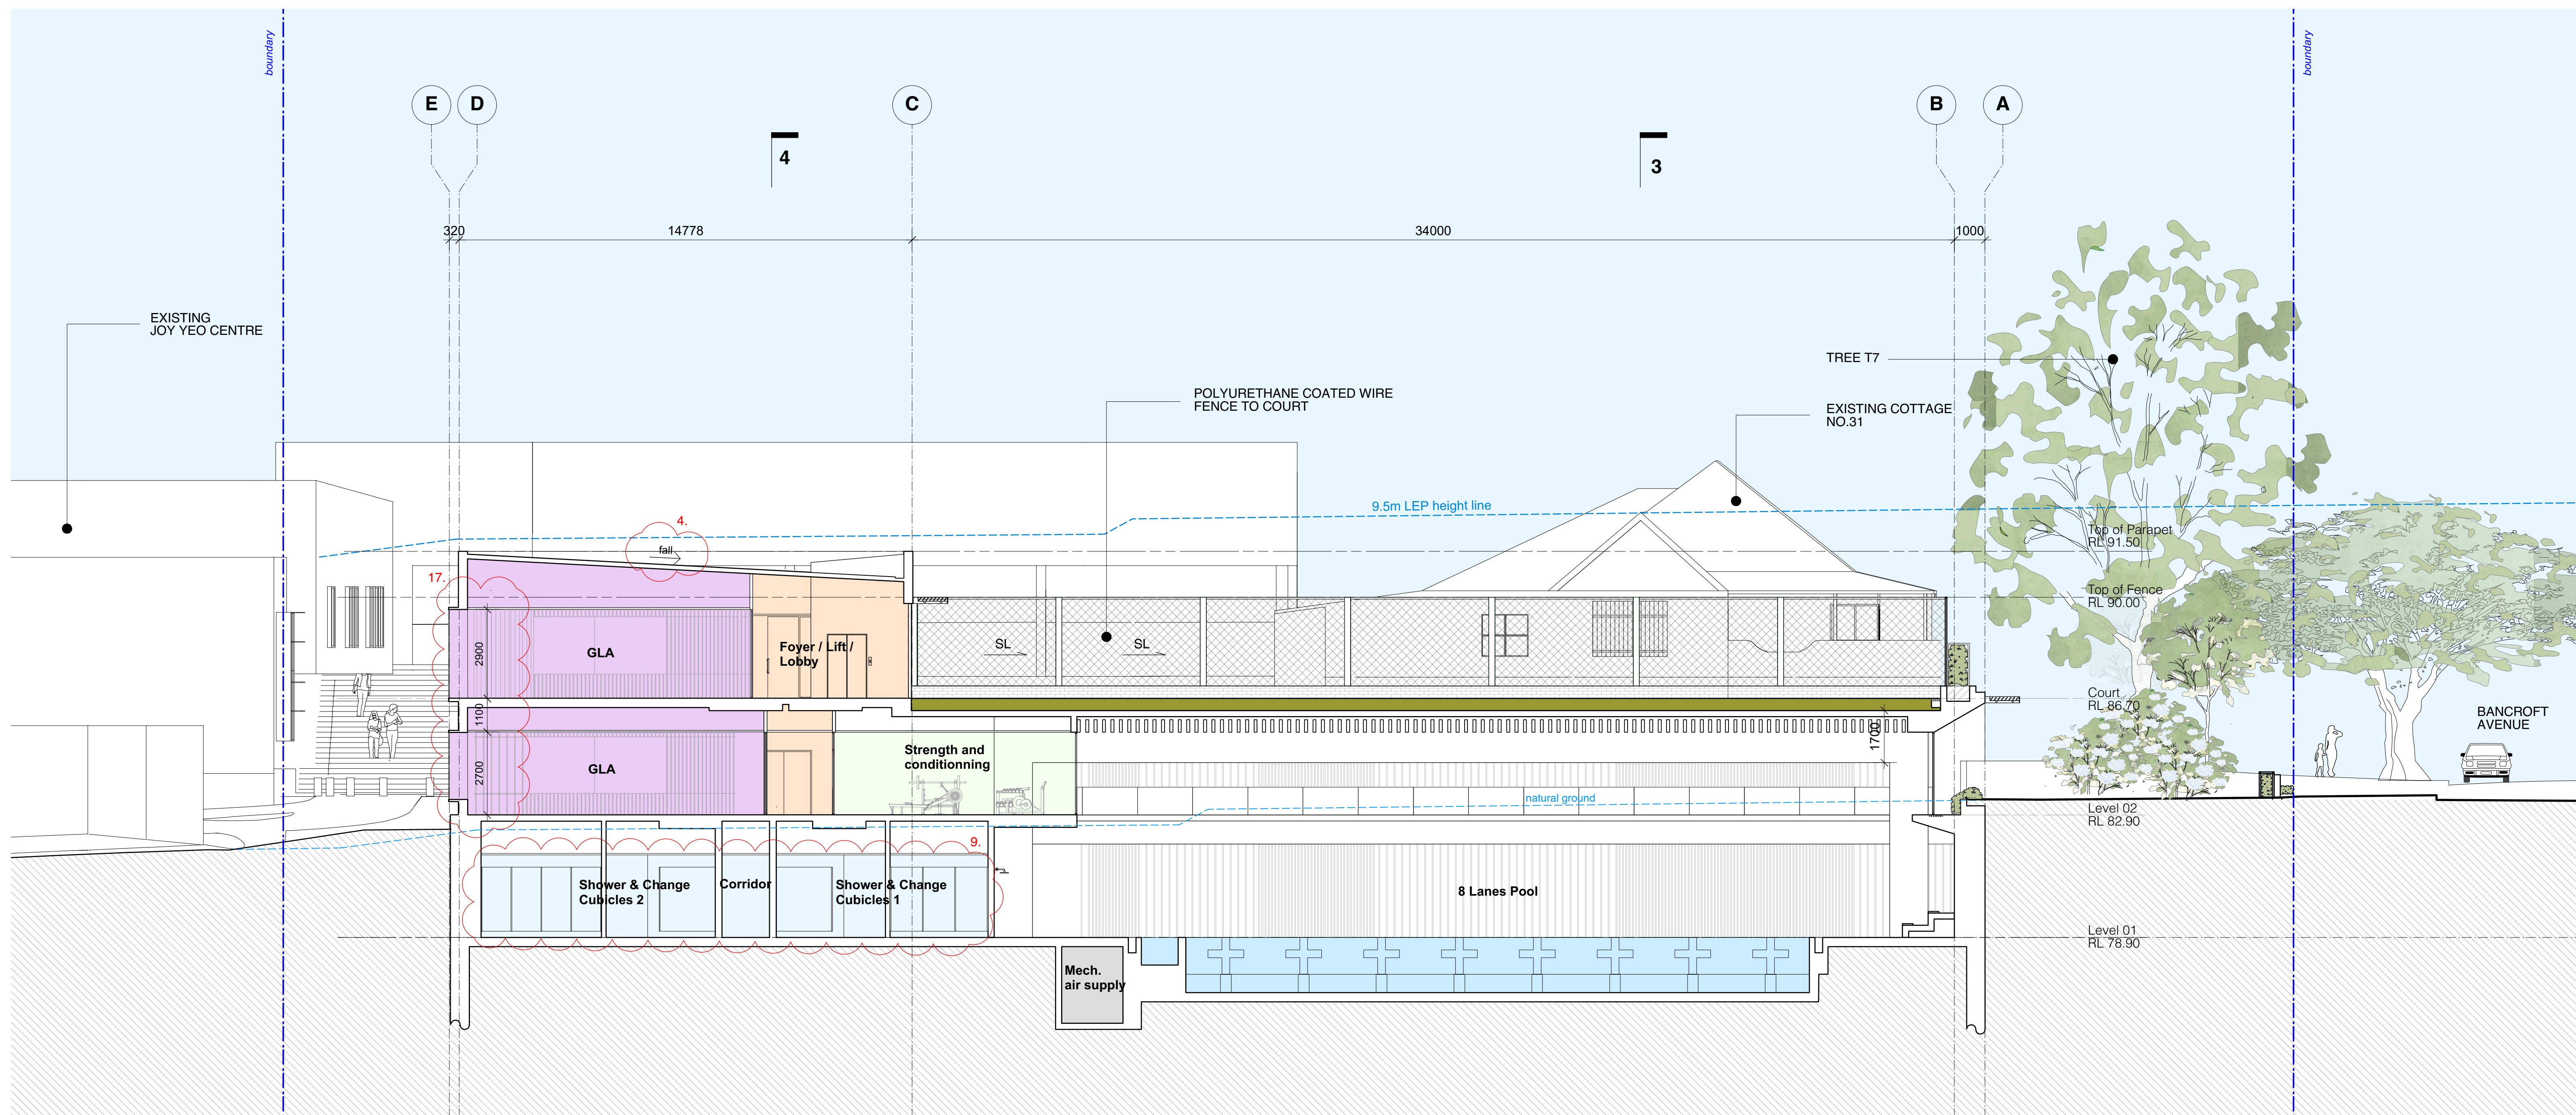 boundary
boundary
E
D
C
B
A
4
3
320
14778
34000
1000
EXISTING
JOY YEO CENTRE
TREE T7
POLYURETHANE COATED WIRE
FENCE TO COURT
EXISTING COTTAGE
NO.31
9.5m LEP height line
4.
fall
Top of Parapet
RL 91.50
17.
Top of Fence
RL 90.00
2900
GLA
Foyer / Lift /
Lobby
SL
SL
Court
RL 86.70
1100
BANCROFT
AVENUE
1700
Strength and
conditionning
2700
GLA
natural ground
Level 02
RL 82.90
9.
Shower & Change
Cubicles 2
Corridor
Shower & Change
Cubicles 1
8 Lanes Pool
Level 01
RL 78.90
Mech.
air supply